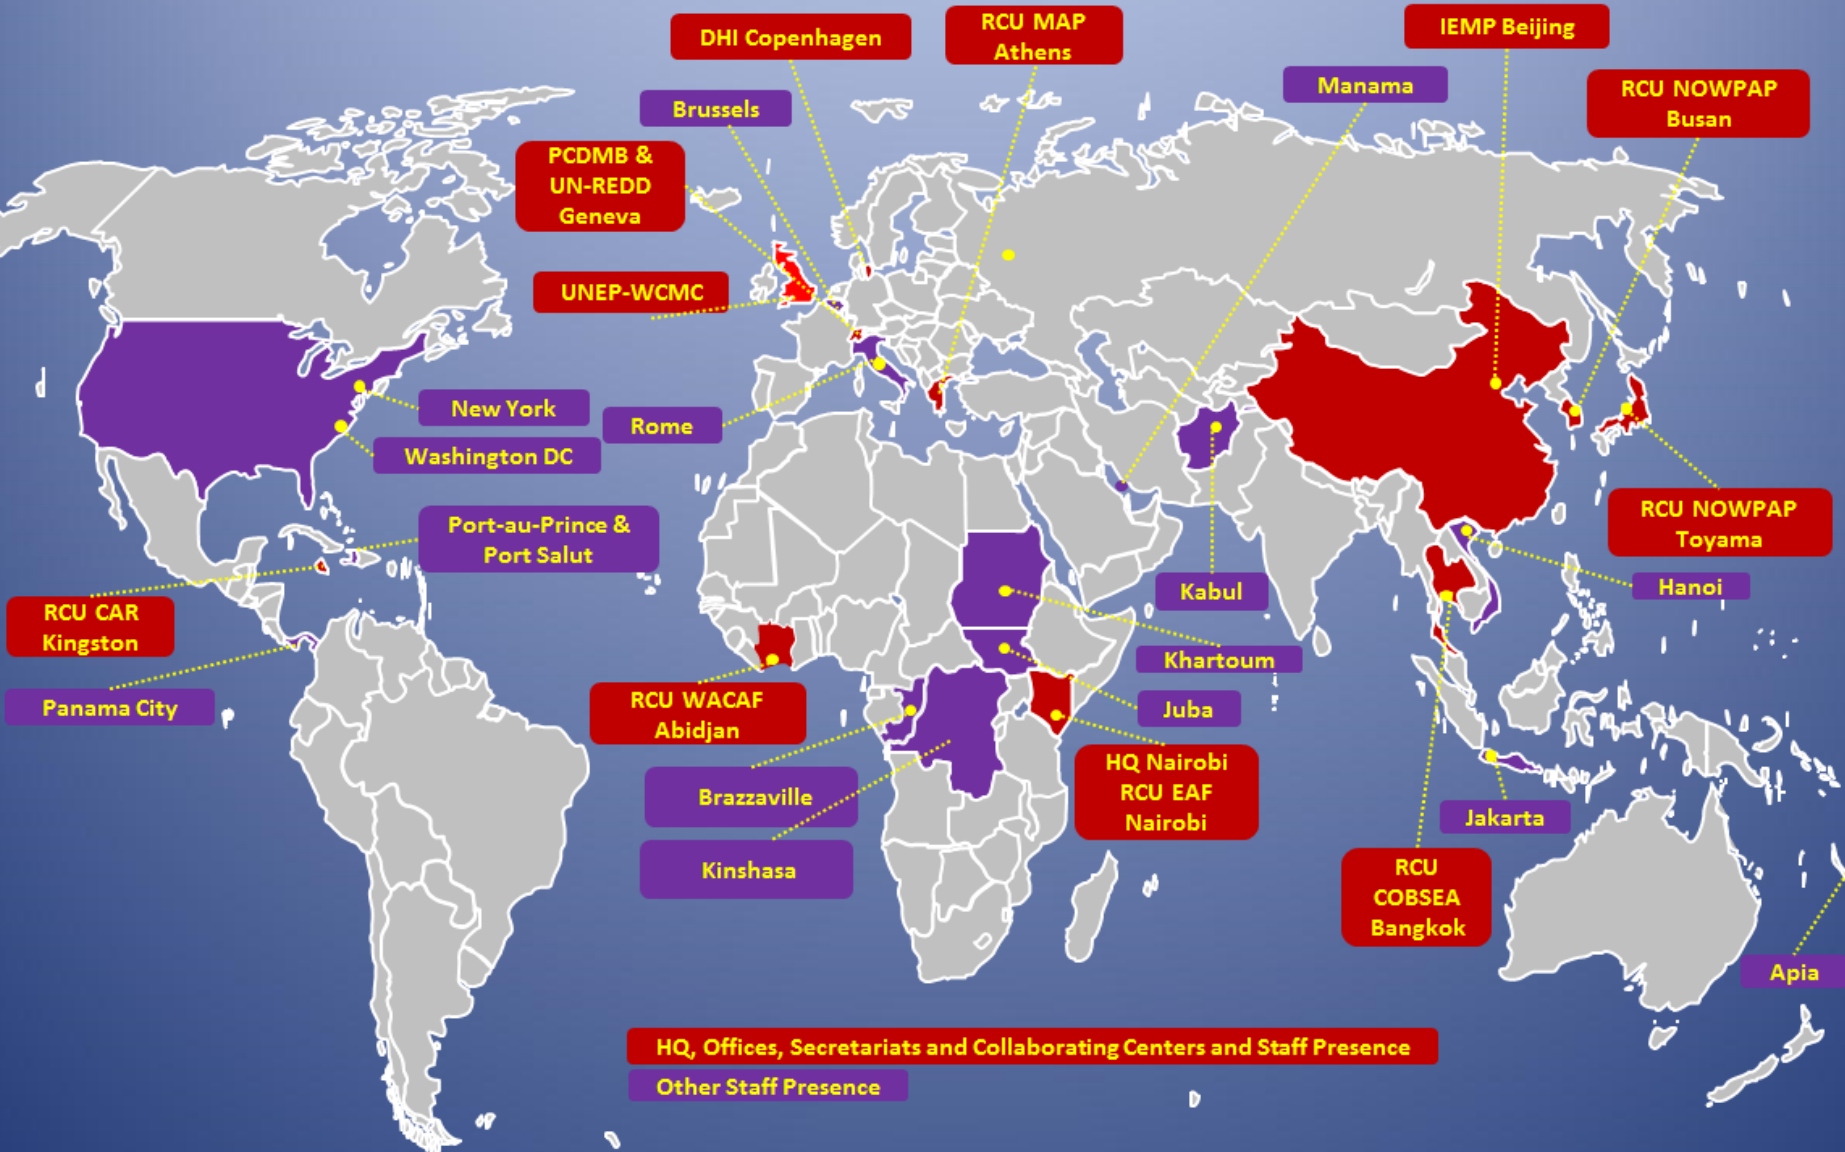 DHI Copenhagen
RCU MAP
Athens
IEMP Beijing
Manama
RCU NOWPAP
Busan
Brussels
PCDMB &
UN-REDD
Geneva
UNEP-WCMC
New York
Rome
Washington DC
Port-au-Prince &
Port Salut
RCU NOWPAP
Toyama
Kabul
Hanoi
RCU CAR
Kingston
Khartoum
Panama City
RCU WACAF
Abidjan
Juba
HQ Nairobi
RCU EAF
Nairobi
Brazzaville
Jakarta
Kinshasa
RCU
COBSEA
Bangkok
Apia
HQ, Offices, Secretariats and Collaborating Centers and Staff Presence
Other Staff Presence